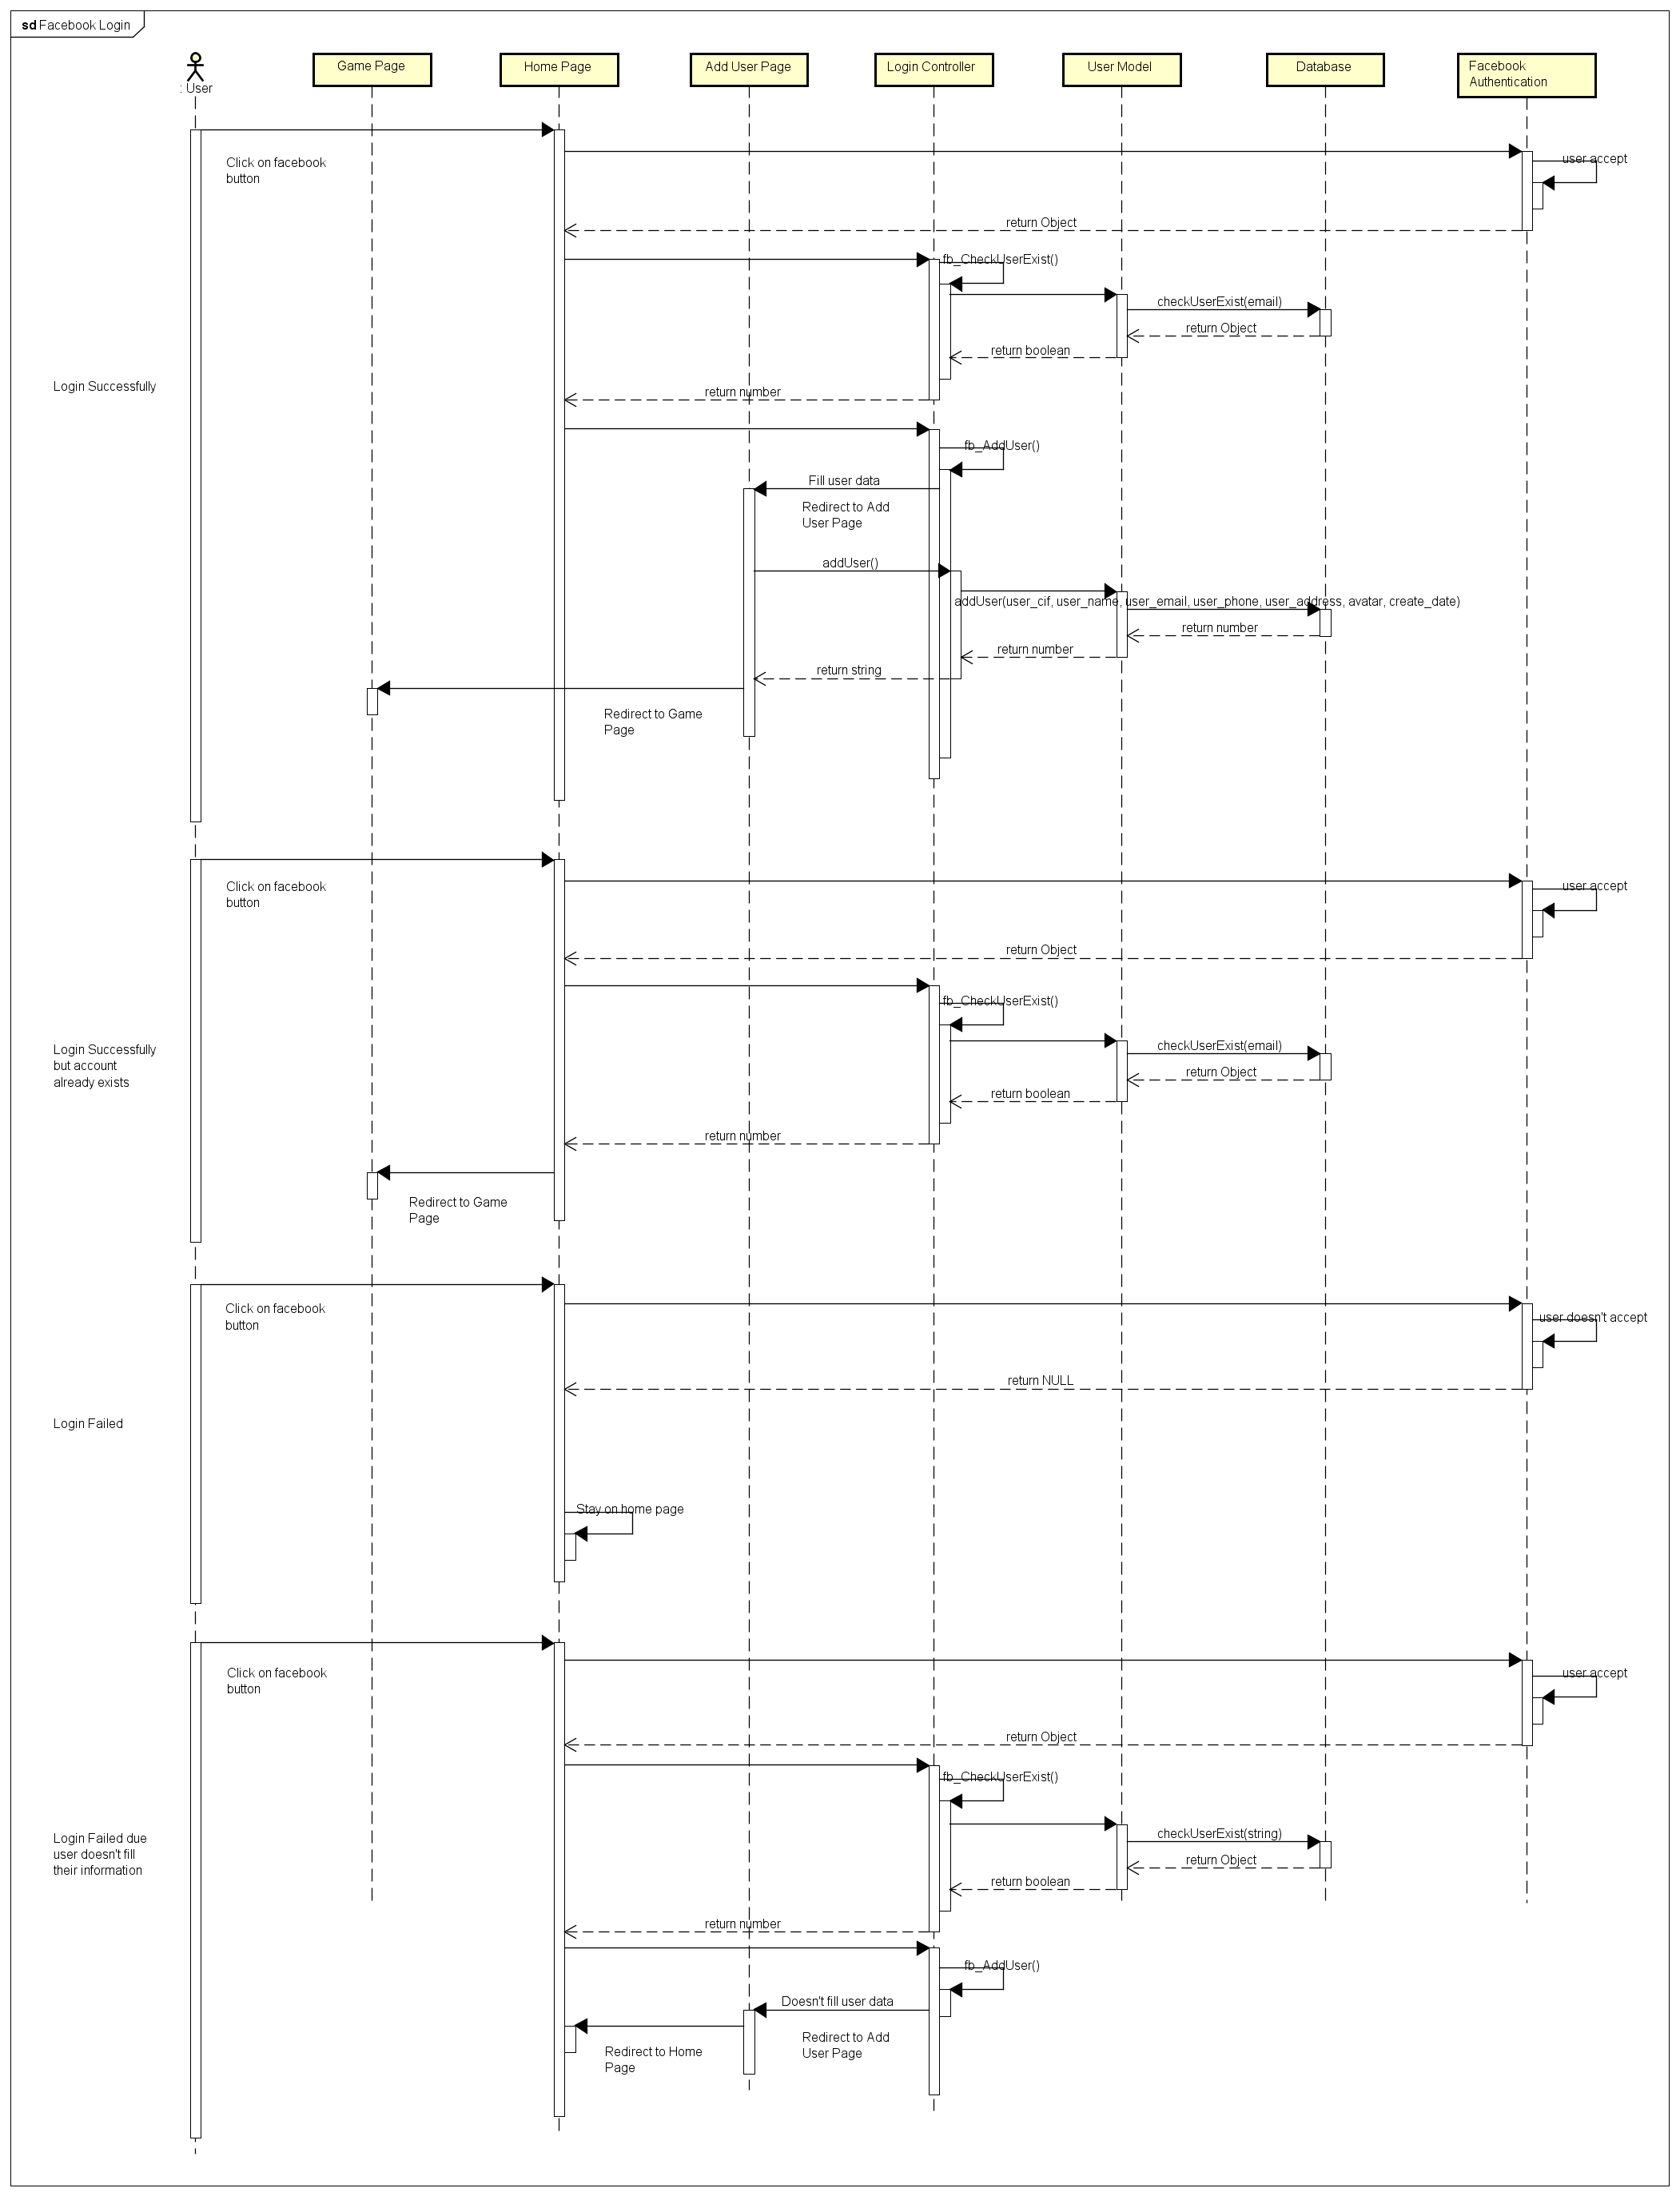 sd Facebook Login
: User
Game Page
Home Page
Add User Page
Login Controller
User Model
Database
Facebook
Authentication
Click on facebook
button
user accept
return Object
fb_CheckUserExist()
checkUserExist(email)
return Object
return boolean
Login Successfully
return number
fb_AddUser()
Fill user data
Redirect to Add
User Page
addUser()
addUser(user_cif, user_name, user_email, user_phone, user_address, avatar, create_date)
return number
return number
return string
Redirect to Game
Page
Click on facebook
button
user accept
return Object
fb_CheckUserExist()
Login Successfully
but account
already exists
checkUserExist(email)
return Object
return boolean
return number
Redirect to Game
Page
Click on facebook
button
user doesn't accept
return NULL
Login Failed
Stay on home page
Click on facebook
button
user accept
return Object
fb_CheckUserExist()
Login Failed due
user doesn't fill
their information
checkUserExist(string)
return Object
return boolean
return number
fb_AddUser()
Doesn't fill user data
Redirect to Add
User Page
Redirect to Home
Page